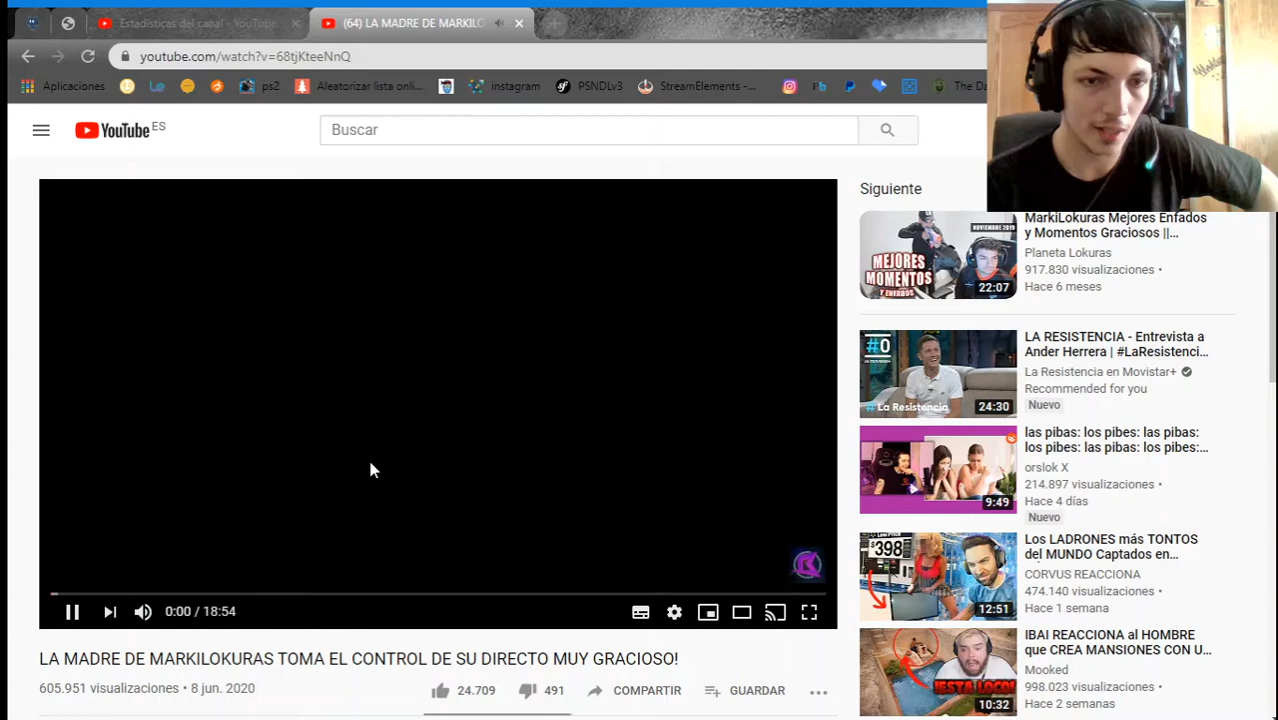 Estadísticas del canal - YouTube
(64) LA MADRE DE MARKILO
youtube.com/watch?v=68tjKteeNnQ
Aplicaciones
ps2
Aleatorizar lista onli...
instagram
PSNDLv3
StreamElements -...
The Da
YouTube ES
Buscar
Siguiente
MarkiLokuras Mejores Enfados
y Momentos Graciosos ||...
Planeta Lokuras
917.830 visualizaciones •
Hace 6 meses
NOVIEMBRE 2019
MEJORES
MOMENTOS
Y ENFADOS
22:07
LA RESISTENCIA - Entrevista a
Ander Herrera | #LaResistenci...
La Resistencia en Movistar+
Recommended for you
Nuevo
#0
La Resistencia
24:30
las pibas: los pibes: las pibas:
los pibes: las pibas: los pibes:...
orslok X
214.897 visualizaciones •
Hace 4 días
Nuevo
9:49
Los LADRONES más TONTOS
del MUNDO Captados en...
CORVUS REACCIONA
474.140 visualizaciones •
Hace 1 semana
$398
12:51
IBAI REACCIONA al HOMBRE
que CREA MANSIONES CON U...
Mooked
998.023 visualizaciones •
Hace 2 semanas
¡ESTA LOCO!
10:32
0:00 / 18:54
LA MADRE DE MARKILOKURAS TOMA EL CONTROL DE SU DIRECTO MUY GRACIOSO!
605.951 visualizaciones • 8 jun. 2020
24.709
491
COMPARTIR
GUARDAR